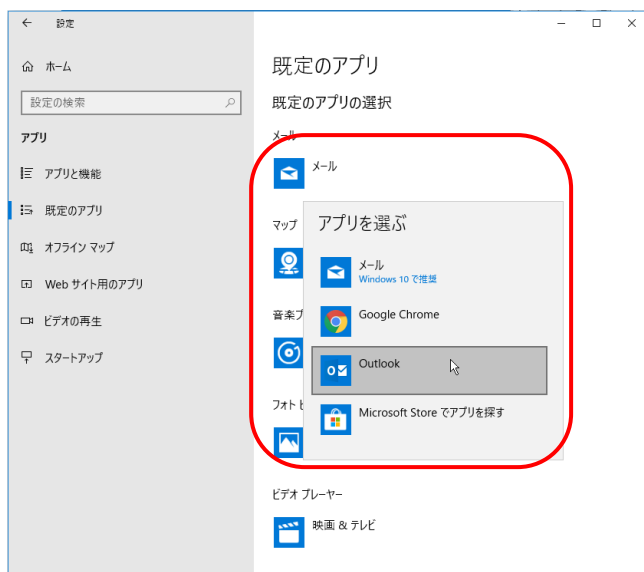 設定
ホーム
設定の検索
アプリ
アプリと機能
既定のアプリ
オフライン マップ
Web サイト用のアプリ
ビデオの再生
スタートアップ
既定のアプリ
既定のアプリの選択
メール
メール
マップ
音楽プ
フォト ビ
アプリを選ぶ
メール
Windows 10 で推奨
Google Chrome
Outlook
Microsoft Store でアプリを探す
ビデオ プレーヤー
映画 & テレビ